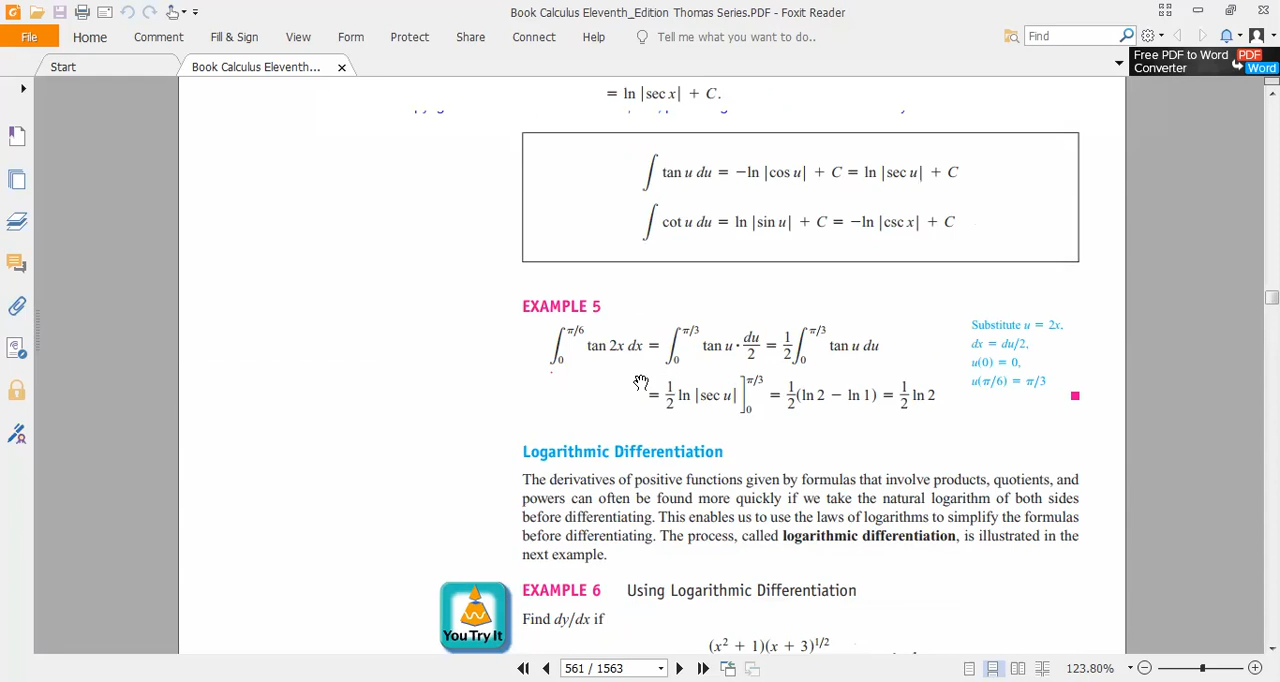 Book Calculus Eleventh_Edition Thomas Series.PDF - Foxit Reader
File Home Comment Fill & Sign View Form Protect Share Connect Help Tell me what you want to do.. Find
Start Book Calculus Eleventh_Edition... Free PDF to Word PDF
Converter Word
= ln |sec x| + C.
∫ tan u du = −ln |cos u| + C = ln |sec u| + C
∫ cot u du = ln |sin u| + C = −ln |csc x| + C
EXAMPLE 5
∫₀^{π/6} tan 2x dx = ∫₀^{π/3} tan u · du/2 = 1/2 ∫₀^{π/3} tan u du
= 1/2 ln |sec u| ]₀^{π/3} = 1/2 (ln 2 − ln 1) = 1/2 ln 2
Substitute u = 2x,
dx = du/2,
u(0) = 0,
u(π/6) = π/3
Logarithmic Differentiation
The derivatives of positive functions given by formulas that involve products, quotients, and
powers can often be found more quickly if we take the natural logarithm of both sides
before differentiating. This enables us to use the laws of logarithms to simplify the formulas
before differentiating. The process, called logarithmic differentiation, is illustrated in the
next example.
EXAMPLE 6 Using Logarithmic Differentiation
You Try It
Find dy/dx if
(x² + 1)(x + 3)^{1/2}
561 / 1563 123.80%